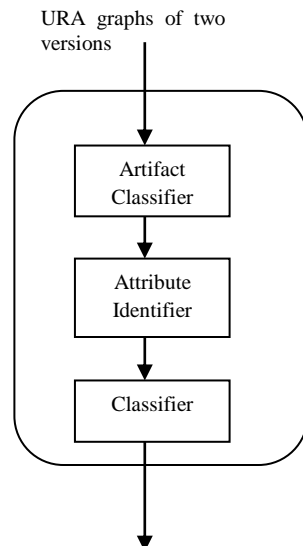 URA graphs of two
versions
Artifact
Classifier
Attribute
Identifier
Classifier